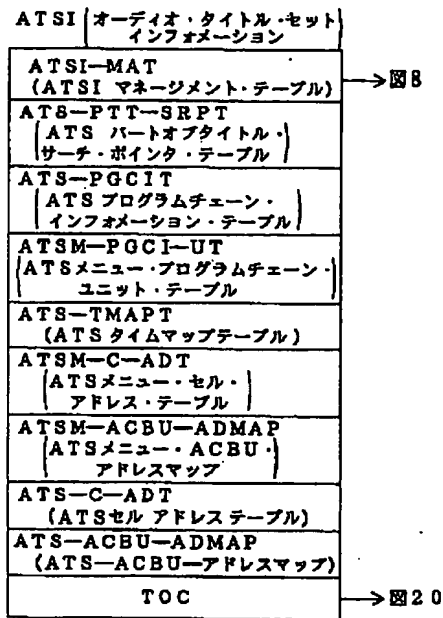 ATSI(オーディオ・タイトル・セット
インフォメーション)
ATSI-MAT
(ATSI マネージメント・テーブル)
→図8
ATS-PTT-SRPT
(ATS パートオブタイトル・
サーチ・ポインタ・テーブル)
ATS-PGCIT
(ATSプログラムチェーン・
インフォメーション・テーブル)
ATSM-PGCI-UT
(ATSメニュー・プログラムチェーン・
ユニット・テーブル)
ATS-TMAPT
(ATSタイムマップテーブル)
ATSM-C-ADT
(ATSメニュー・セル・
アドレス・テーブル)
ATSM-ACBU-ADMAP
(ATSメニュー・ACBU・
アドレスマップ)
ATS-C-ADT
(ATSセル アドレス テーブル)
ATS-ACBU-ADMAP
(ATS-ACBU-アドレスマップ)
TOC
→図20